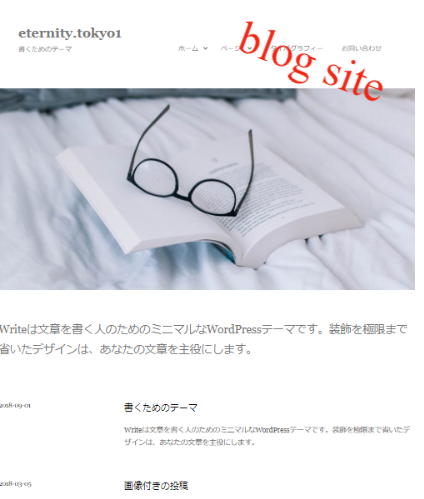 eternity.tokyo1
書くためのテーマ
ホーム ページ タイポグラフィー お問い合わせ
blog site
Writeは文章を書く人のためのミニマルなWordPressテーマです。装飾を極限まで
省いたデザインは、あなたの文章を主役にします。
2018-09-01
書くためのテーマ
Writeは文章を書く人のためのミニマルなWordPressテーマです。装飾を極限まで省いたデ
ザインは、あなたの文章を主役にします。
2018-03-05
画像付きの投稿